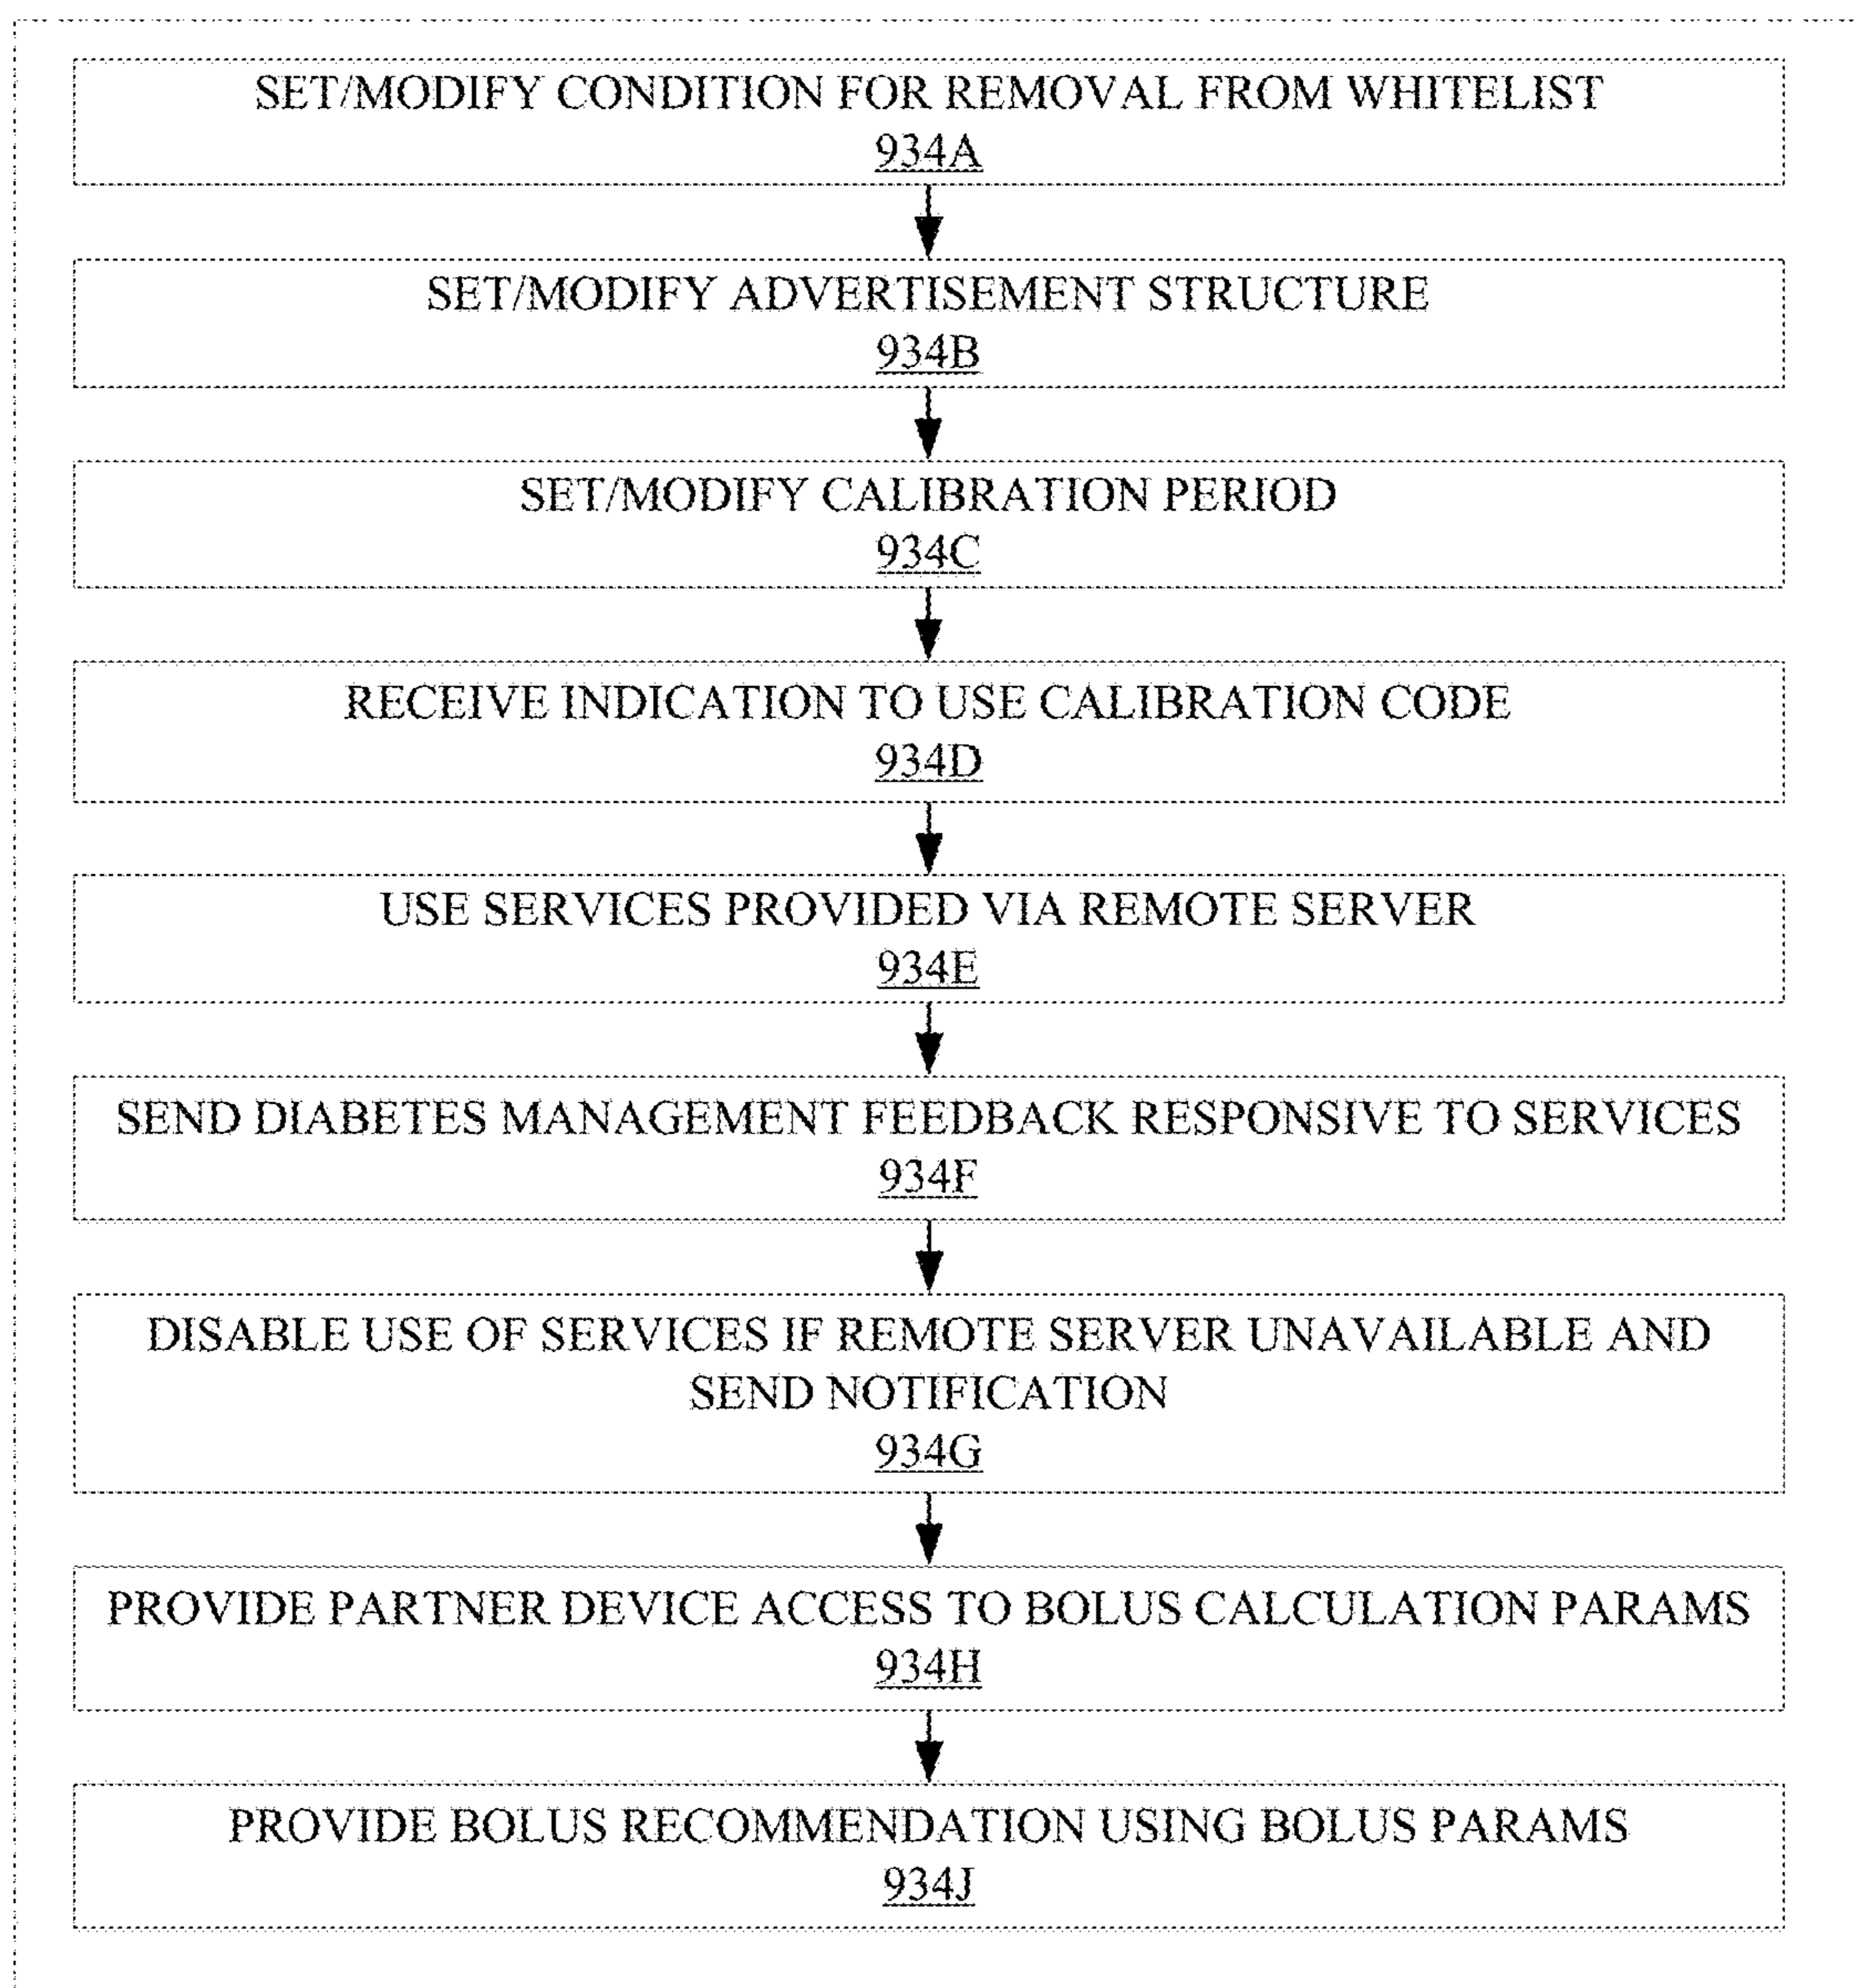 SET/MODIFY CONDITION FOR REMOVAL FROM WHITELIST
934A
SET/MODIFY ADVERTISEMENT STRUCTURE
934B
SET/MODIFY CALIBRATION PERIOD
934C
RECEIVE INDICATION TO USE CALIBRATION CODE
934D
USE SERVICES PROVIDED VIA REMOTE SERVER
934E
SEND DIABETES MANAGEMENT FEEDBACK RESPONSIVE TO SERVICES
934F
DISABLE USE OF SERVICES IF REMOTE SERVER UNAVAILABLE AND
SEND NOTIFICATION
934G
PROVIDE PARTNER DEVICE ACCESS TO BOLUS CALCULATION PARAMS
934H
PROVIDE BOLUS RECOMMENDATION USING BOLUS PARAMS
934J